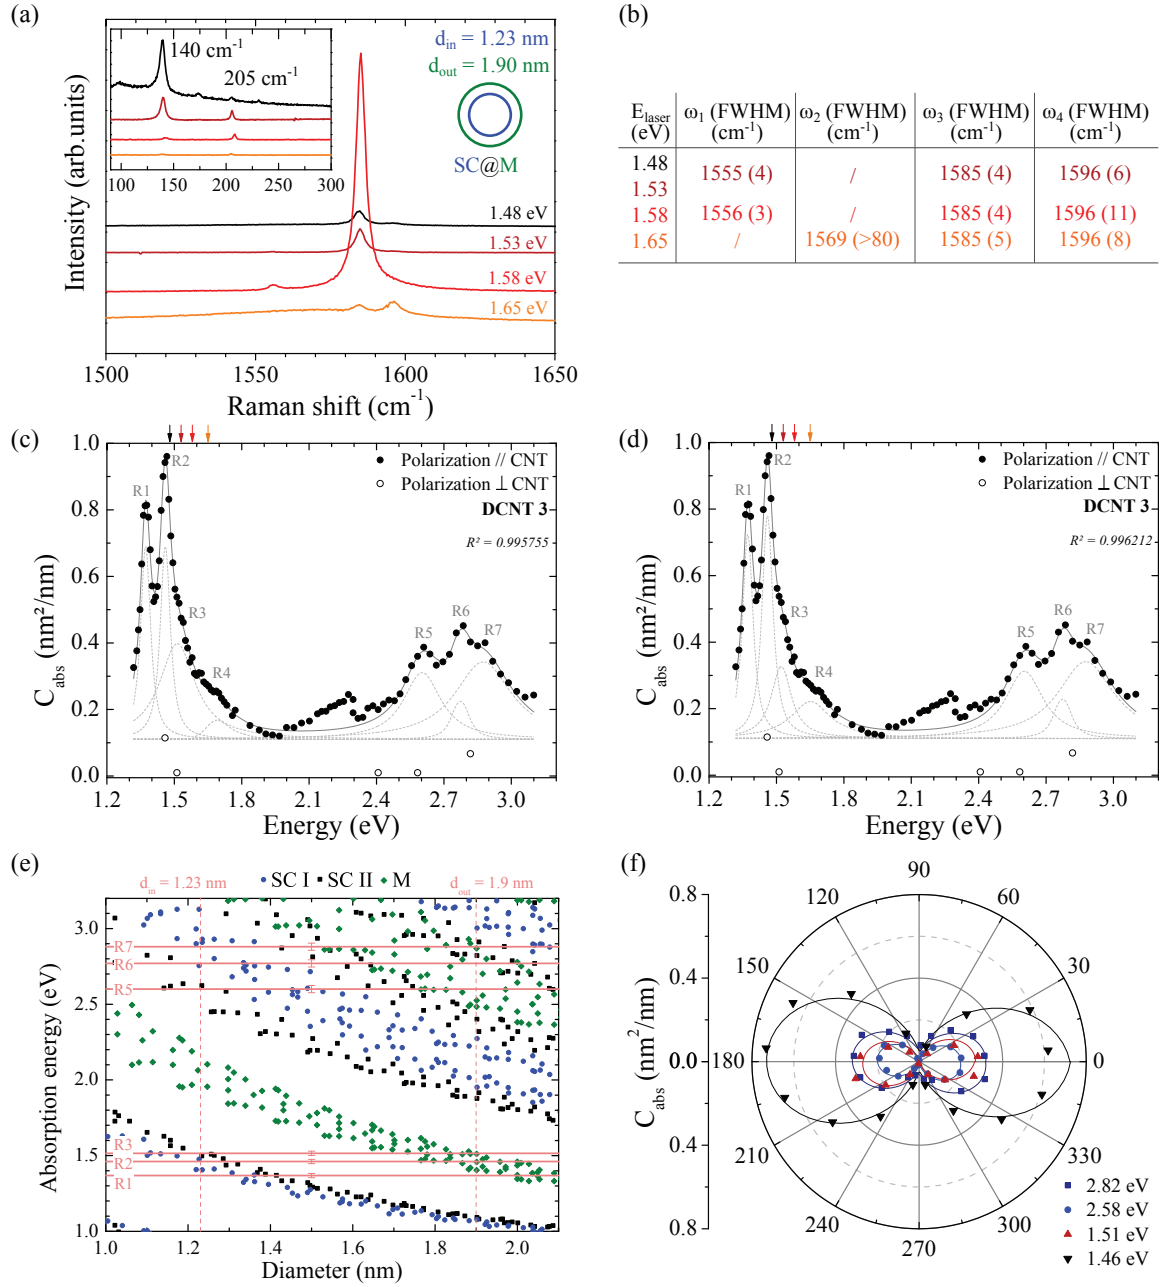 (a)
Intensity (arb.units)
140 cm⁻¹
205 cm⁻¹
100 150 200 250 300
d_in = 1.23 nm
d_out = 1.90 nm
SC@M
1.48 eV
1.53 eV
1.58 eV
1.65 eV
1500 1550 1600 1650
Raman shift (cm⁻¹)
(b)
E_laser (eV) ω₁ (FWHM) (cm⁻¹) ω₂ (FWHM) (cm⁻¹) ω₃ (FWHM) (cm⁻¹) ω₄ (FWHM) (cm⁻¹)
1.48
1555 (4) / 1585 (4) 1596 (6)
1.53
1.58 1556 (3) / 1585 (4) 1596 (11)
1.65 / 1569 (>80) 1585 (5) 1596 (8)
(c)
C_abs (nm²/nm)
1.0
0.8
0.6
0.4
0.2
0.0
R1
R2
R3
R4
R5
R6
R7
Polarization // CNT
Polarization ⊥ CNT
DCNT 3
R² = 0.995755
1.2 1.5 1.8 2.1 2.4 2.7 3.0
Energy (eV)
(d)
C_abs (nm²/nm)
1.0
0.8
0.6
0.4
0.2
0.0
R1
R2
R3
R4
R5
R6
R7
Polarization // CNT
Polarization ⊥ CNT
DCNT 3
R² = 0.996212
1.2 1.5 1.8 2.1 2.4 2.7 3.0
Energy (eV)
(e)
SC I SC II M
d_in = 1.23 nm
d_out = 1.9 nm
Absorption energy (eV)
3.0
2.5
2.0
1.5
1.0
R7
R6
R5
R3
R2
R1
1.0 1.2 1.4 1.6 1.8 2.0
Diameter (nm)
(f)
C_abs (nm²/nm)
0.8
0.4
0.0
0.4
0.8
90
120 60
150 30
180 0
210 330
240 300
270
2.82 eV
2.58 eV
1.51 eV
1.46 eV